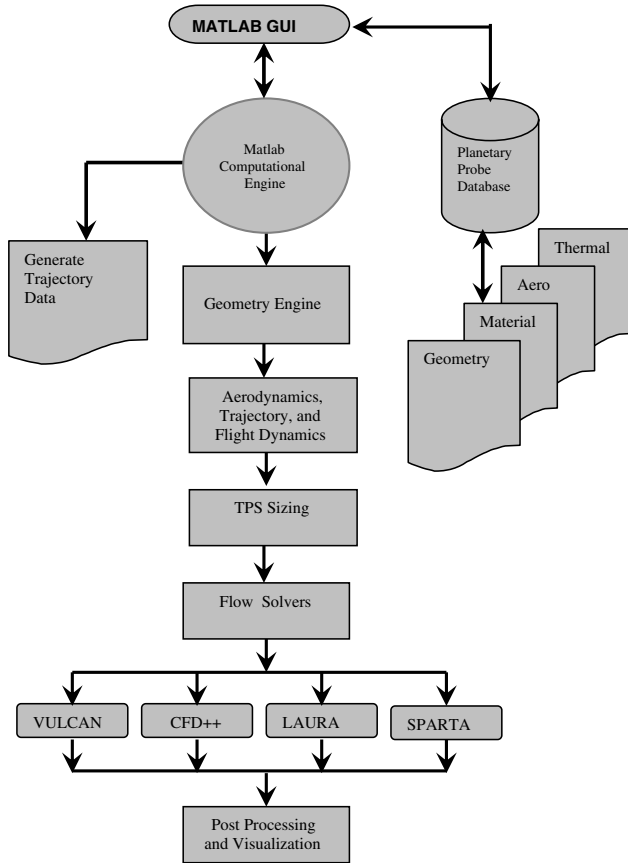 MATLAB GUI
Matlab
Computational
Engine
Planetary
Probe
Database
Generate
Trajectory
Data
Geometry Engine
Thermal
Aero
Material
Geometry
Aerodynamics,
Trajectory, and
Flight Dynamics
TPS Sizing
Flow Solvers
VULCAN
CFD++
LAURA
SPARTA
Post Processing
and Visualization